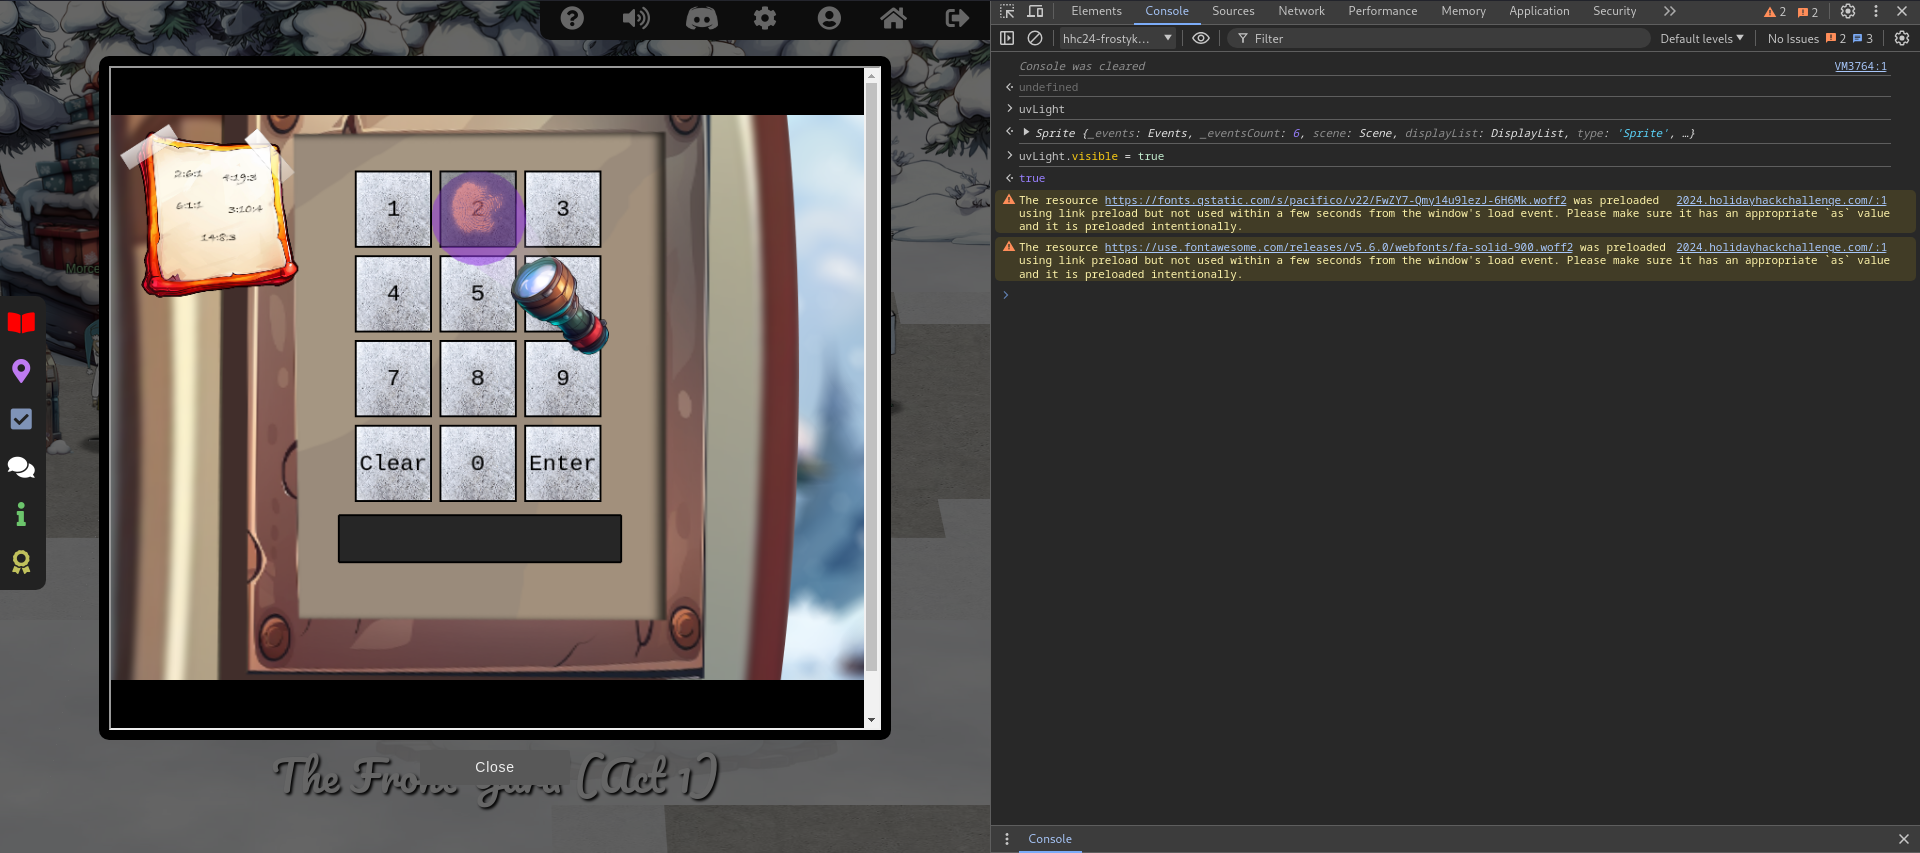 Elements Console Sources Network Performance Memory Application Security 2 2
hhc24-frostyk... Filter Default levels No Issues 2 3
Console was cleared VM3764:1
undefined
uvLight
Sprite {_events: Events, _eventsCount: 6, scene: Scene, displayList: DisplayList, type: 'Sprite', …}
uvLight.visible = true
true
The resource https://fonts.gstatic.com/s/pacifico/v22/FwZY7-Qmy14u9lezJ-6H6Mk.woff2 was preloaded 2024.holidayhackchallenge.com/:1
using link preload but not used within a few seconds from the window's load event. Please make sure it has an appropriate `as` value
and it is preloaded intentionally.
The resource https://use.fontawesome.com/releases/v5.6.0/webfonts/fa-solid-900.woff2 was preloaded 2024.holidayhackchallenge.com/:1
using link preload but not used within a few seconds from the window's load event. Please make sure it has an appropriate `as` value
and it is preloaded intentionally.
Console
2:6:1 4:19:3
6:1:1 3:10:4
14:8:3
1 2 3
4 5
7 8 9
Clear 0 Enter
Morce
Close
The Front Yard (Act 1)